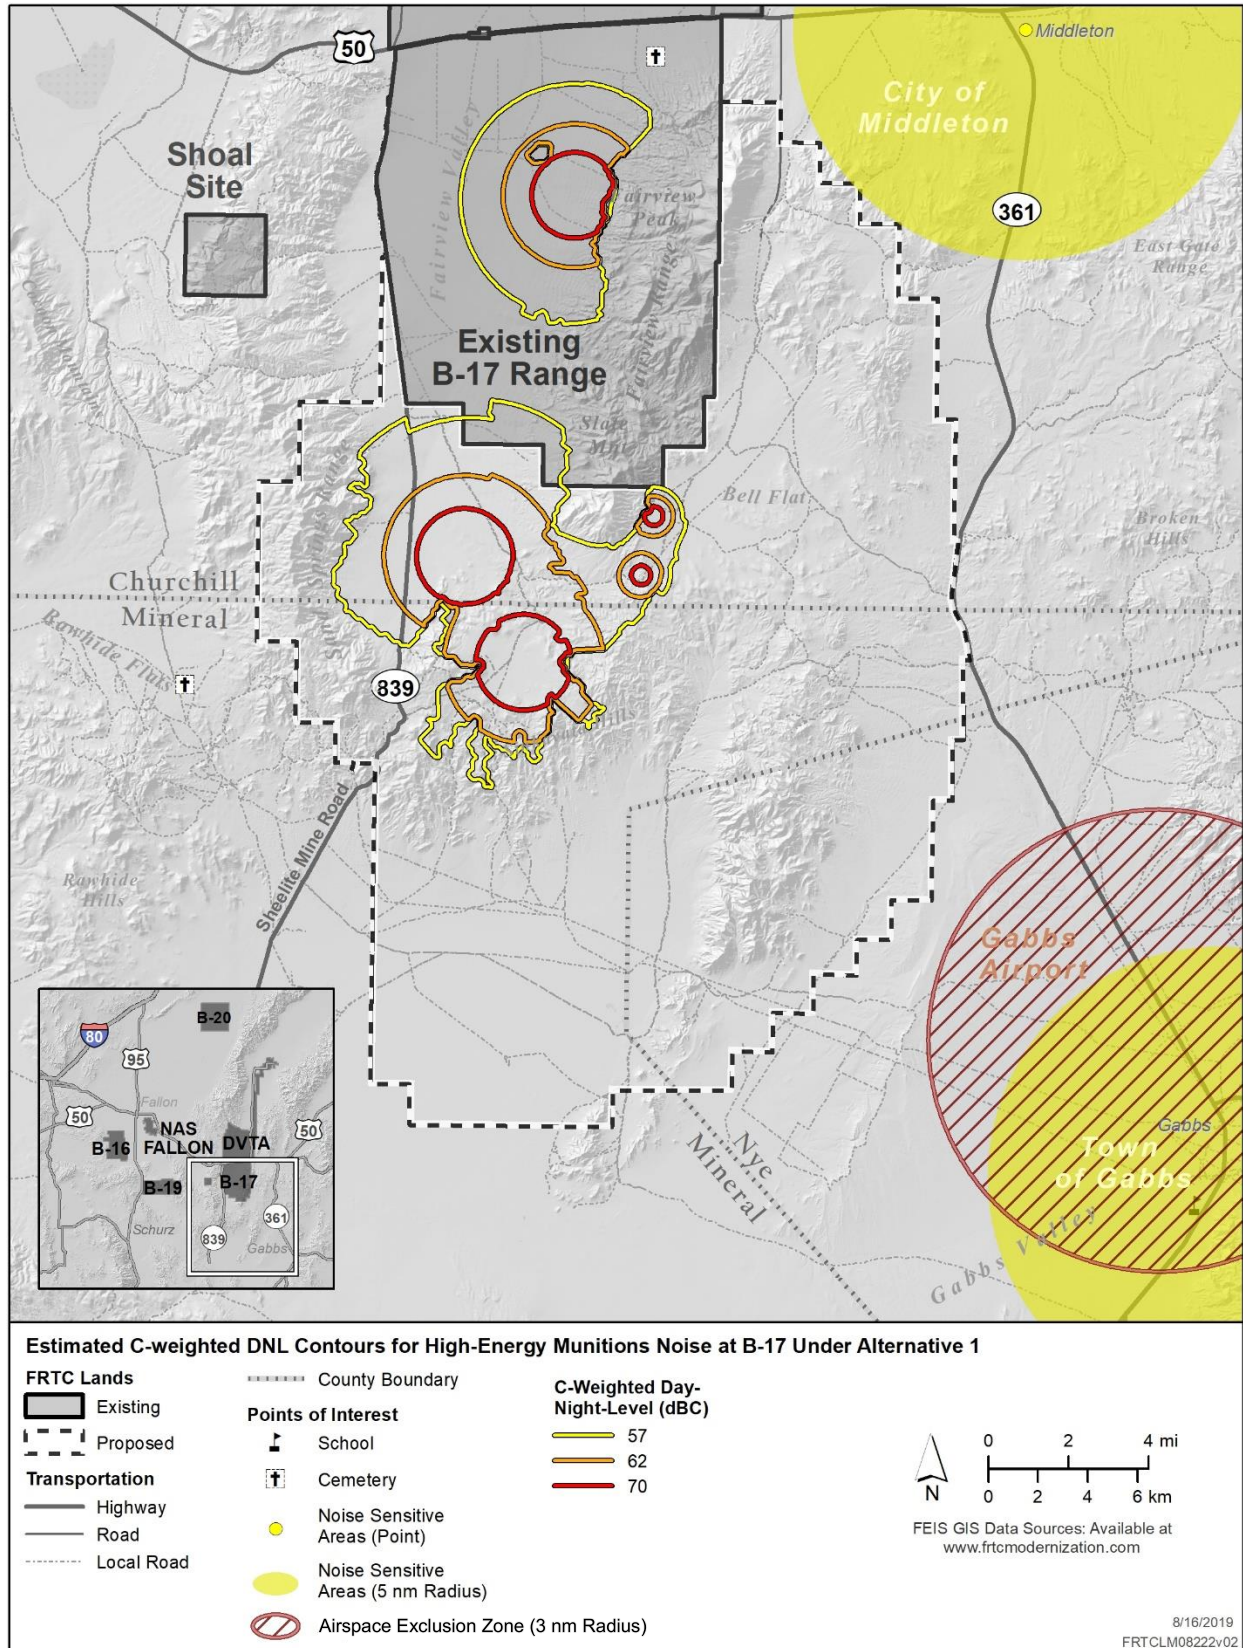 50
Middleton
City of
Middleton
Shoal
Site
Fairview Valley
Fairview
Peak
361
East Gate
Range
Cocoon Mountains
Fairview Range
Existing
B-17 Range
Slate
Mtn
Sand Springs Range
Bell Flat
Broken
Hills
Churchill
Mineral
Rawhide Flats
839
Sheelite Mine Road
Rawhide
Hills
Gabbs
Airport
Gabbs
Town
of Gabbs
Nye
Mineral
Gabbs Valley
B-20
80
95
Fallon
50
NAS
FALLON
DVTA
50
B-16
B-19
B-17
Schurz
361
839
Gabbs
Estimated C-weighted DNL Contours for High-Energy Munitions Noise at B-17 Under Alternative 1
FRTC Lands
Existing
Proposed
Transportation
Highway
Road
Local Road
County Boundary
Points of Interest
School
Cemetery
Noise Sensitive
Areas (Point)
Noise Sensitive
Areas (5 nm Radius)
Airspace Exclusion Zone (3 nm Radius)
C-Weighted Day-
Night-Level (dBC)
57
62
70
N
0 2 4 mi
0 2 4 6 km
FEIS GIS Data Sources: Available at
www.frtcmodernization.com
8/16/2019
FRTCLM08222v02